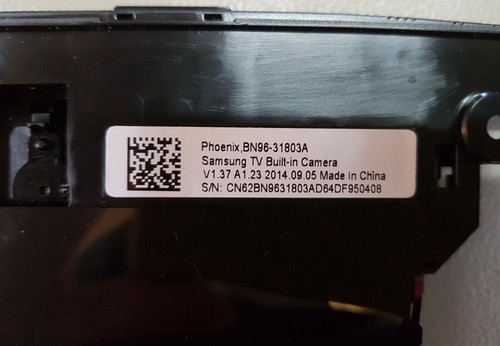 Phoenix,BN96-31803A
Samsung TV Built-in Camera
V1.37 A1.23 2014.09.05 Made In China
S/N: CN62BN9631803AD64DF950408